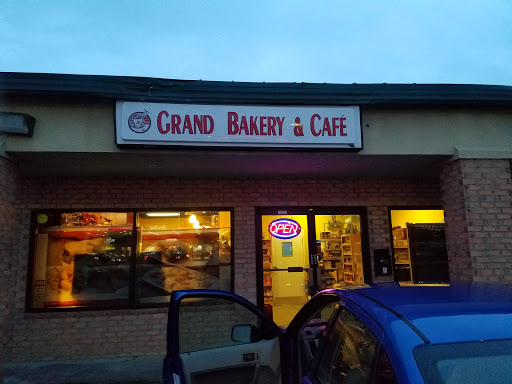 GRAND BAKERY & CAFÉ
OPEN